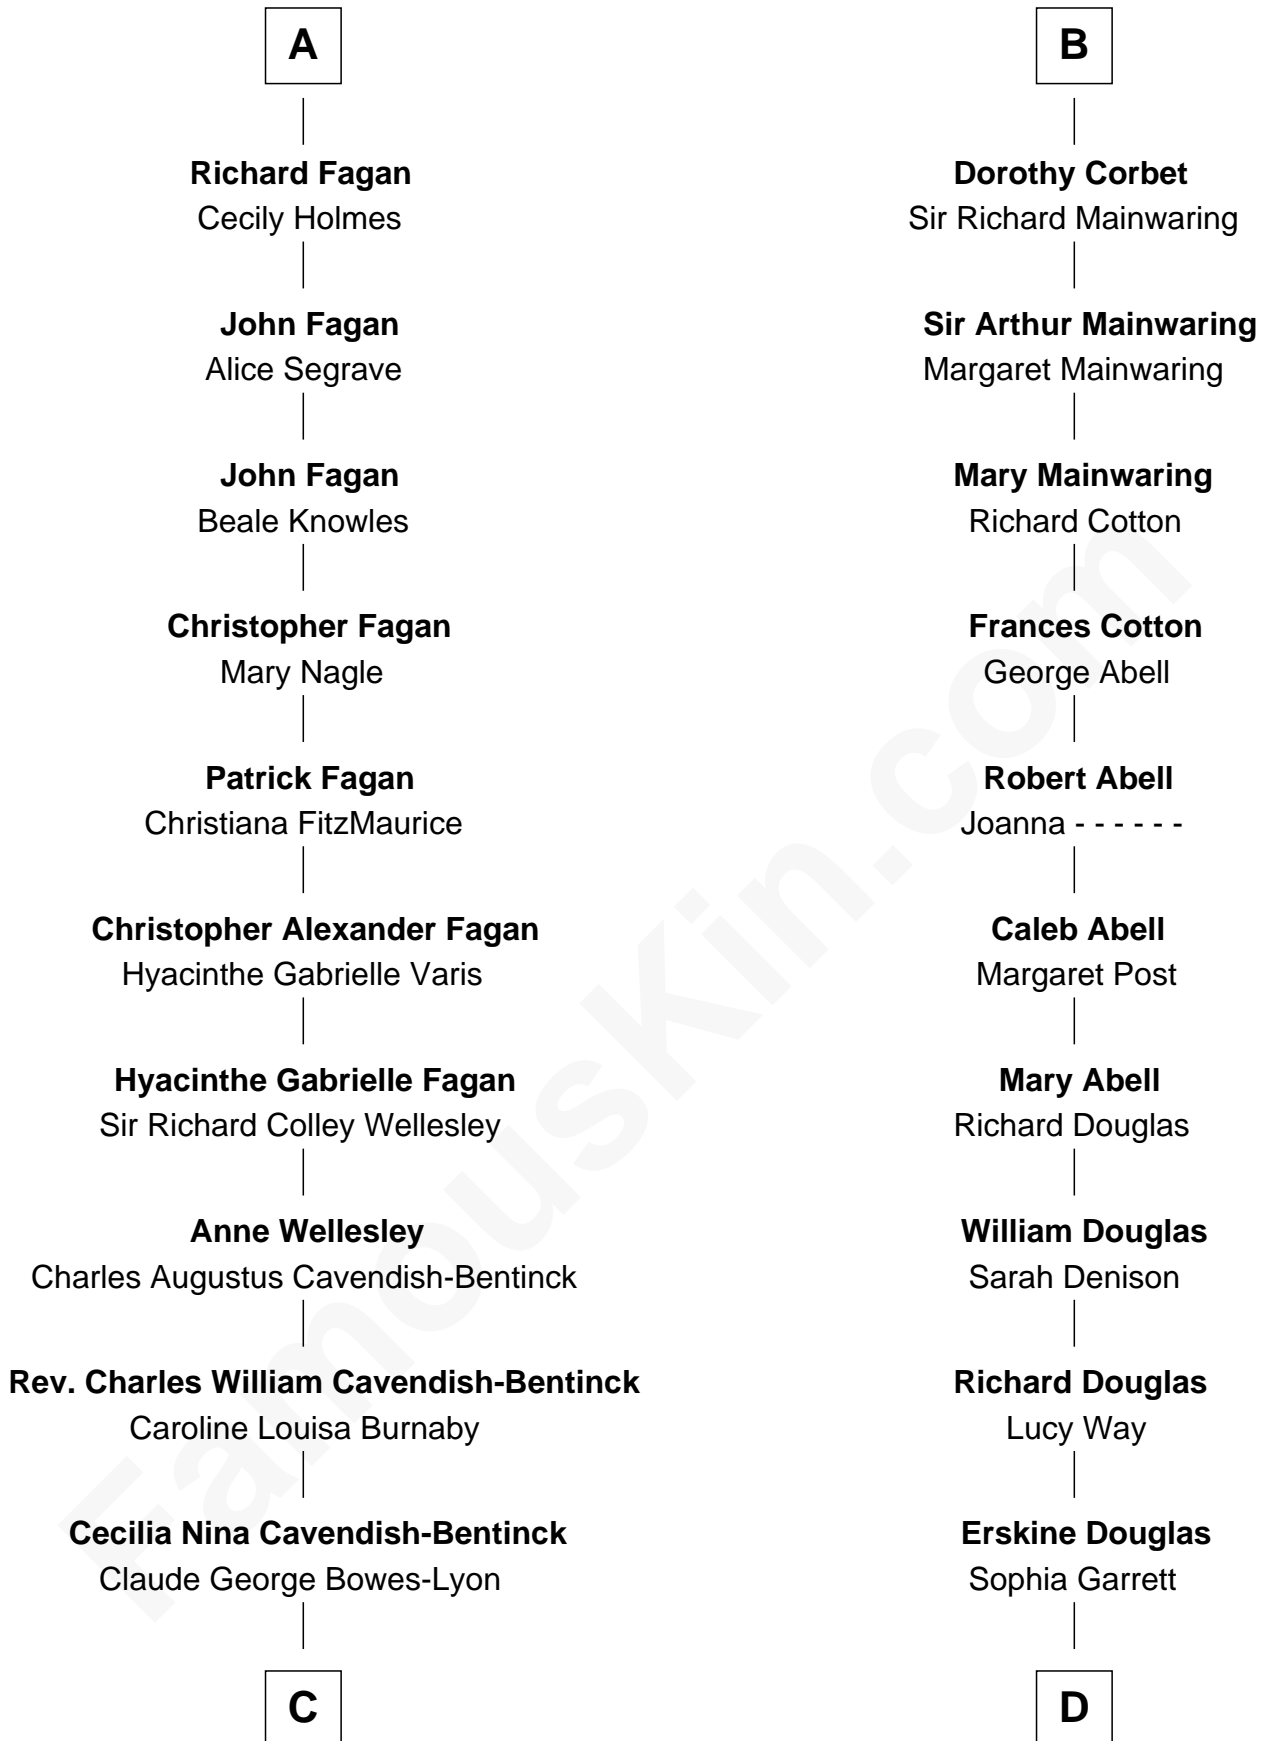 A
Richard Fagan
Cecily Holmes
John Fagan
Alice Segrave
John Fagan
Beale Knowles
Christopher Fagan
Mary Nagle
Patrick Fagan
Christiana FitzMaurice
Christopher Alexander Fagan
Hyacinthe Gabrielle Varis
Hyacinthe Gabrielle Fagan
Sir Richard Colley Wellesley
Anne Wellesley
Charles Augustus Cavendish-Bentinck
Rev. Charles William Cavendish-Bentinck
Caroline Louisa Burnaby
Cecilia Nina Cavendish-Bentinck
Claude George Bowes-Lyon
C
B
Dorothy Corbet
Sir Richard Mainwaring
Sir Arthur Mainwaring
Margaret Mainwaring
Mary Mainwaring
Richard Cotton
Frances Cotton
George Abell
Robert Abell
Joanna - - - - - -
Caleb Abell
Margaret Post
Mary Abell
Richard Douglas
William Douglas
Sarah Denison
Richard Douglas
Lucy Way
Erskine Douglas
Sophia Garrett
D
FamousKin.com